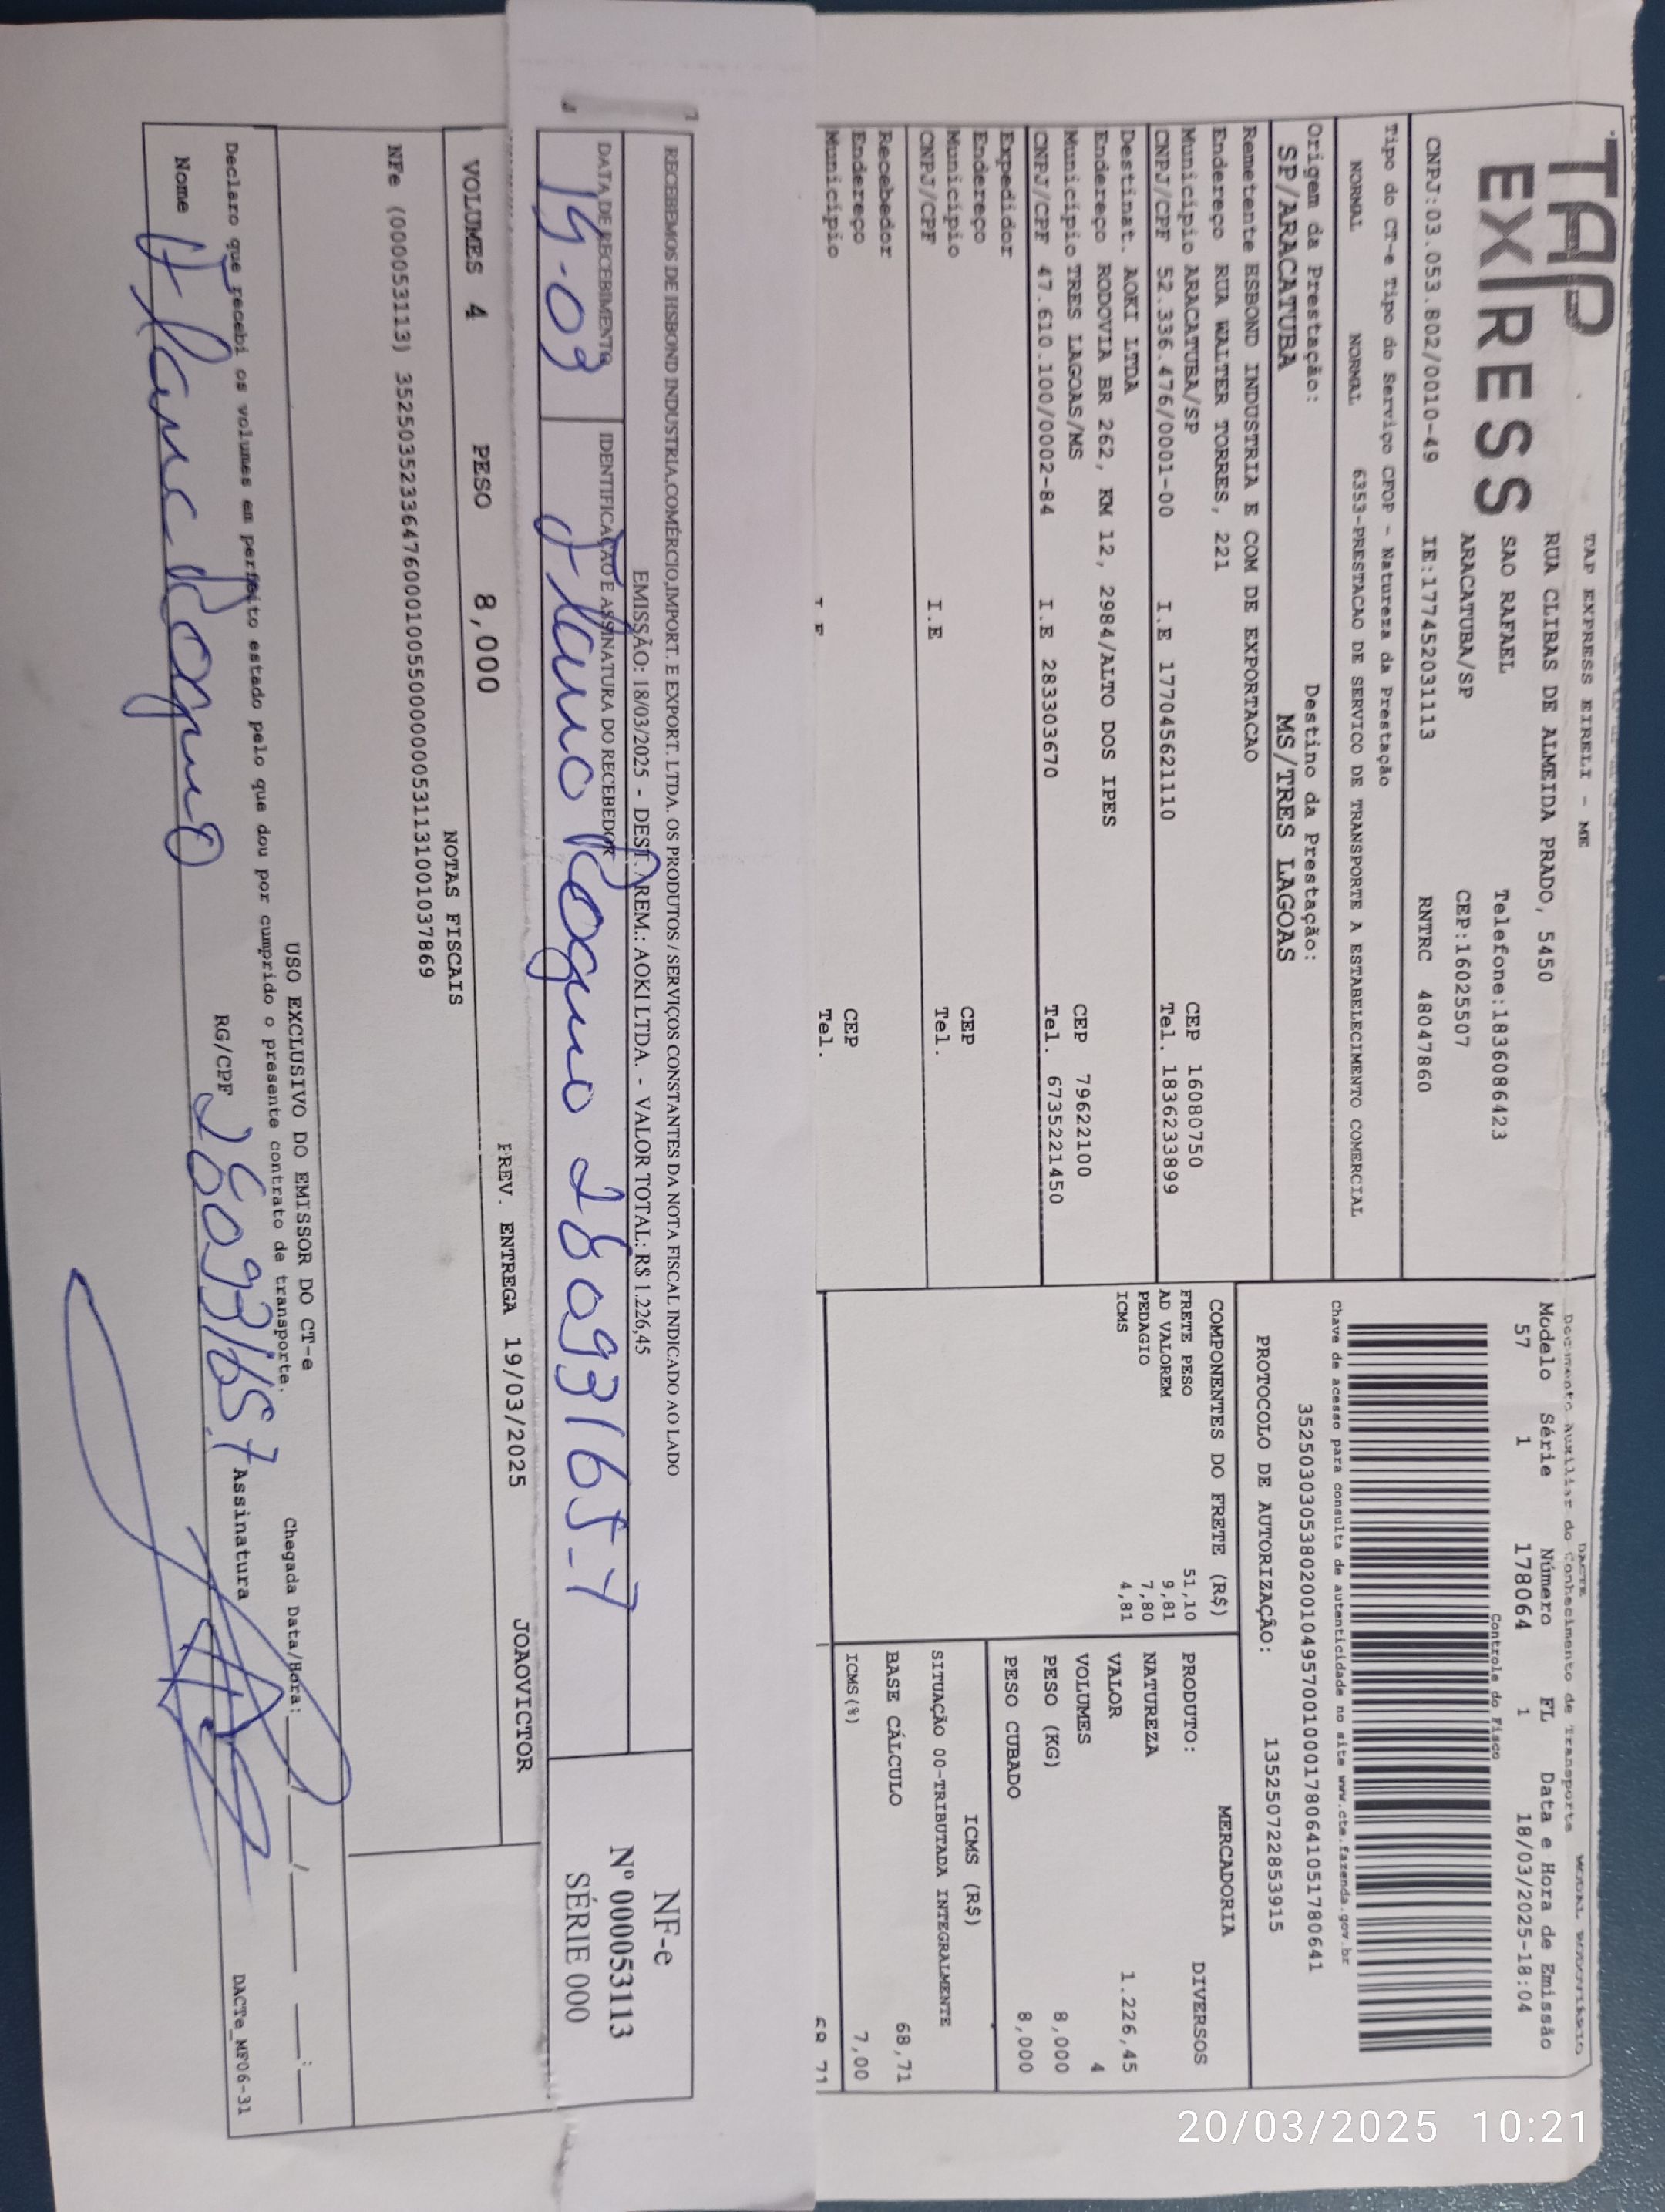 TAP
EXPRESS
TAP EXPRESS EIRELI - ME
RUA CLIBAS DE ALMEIDA PRADO, 5450
SAO RAFAEL Telefone:1836086423
ARACATUBA/SP CEP:16025507
CNPJ:03.053.802/0010-49 IE:177452031113 RNTRC 48047860
Tipo do CT-e Tipo do Serviço CFOP - Natureza da Prestação
NORMAL NORMAL 6353-PRESTACAO DE SERVICO DE TRANSPORTE A ESTABELECIMENTO COMERCIAL
Origem da Prestação: Destino da Prestação:
SP/ARACATUBA MS/TRES LAGOAS
DACTE
Documento Auxiliar do Conhecimento de Transporte MODAL RODOVIÁRIO
Modelo Série Número FL Data e Hora de Emissão
57 1 178064 1 18/03/2025-18:04
Controle do Fisco
Chave de acesso para consulta de autenticidade no site www.cte.fazenda.gov.br
35250303053802001049570010001780641051780641
PROTOCOLO DE AUTORIZAÇÃO: 135250722853915
Remetente HSBOND INDUSTRIA E COM DE EXPORTACAO
Endereço RUA WALTER TORRES, 221
Município ARACATUBA/SP CEP 16080750
CNPJ/CPF 52.336.476/0001-00 I.E 177045621110 Tel. 1836233899
Destinat. AOKI LTDA
Endereço RODOVIA BR 262, KM 12, 2984/ALTO DOS IPES
Município TRES LAGOAS/MS CEP 79622100
CNPJ/CPF 47.610.100/0002-84 I.E 283303670 Tel. 6735221450
Expedidor
Endereço
Município CEP
CNPJ/CPF I.E Tel.
Recebedor
Endereço CEP
Município Tel.
COMPONENTES DO FRETE (R$)
FRETE PESO 51,10
AD VALOREM 9,81
PEDAGIO 7,80
ICMS 4,81
MERCADORIA
PRODUTO: DIVERSOS
NATUREZA
VALOR 1.226,45
VOLUMES 4
PESO (KG) 8,000
PESO CUBADO 8,000
ICMS (R$)
SITUAÇÃO 00-TRIBUTADA INTEGRALMENTE
BASE CÁLCULO 68,71
ICMS(%) 7,00
RECEBEMOS DE HSBOND INDUSTRIA,COMÉRCIO,IMPORT. E EXPORT. LTDA. OS PRODUTOS / SERVIÇOS CONSTANTES DA NOTA FISCAL INDICADO AO LADO
EMISSÃO: 18/03/2025 - DEST. / REM.: AOKI LTDA. - VALOR TOTAL: R$ 1.226,45
DATA DE RECEBIMENTO IDENTIFICAÇÃO E ASSINATURA DO RECEBEDOR
19-03 26093165-7
NF-e
Nº 000053113
SÉRIE 000
VOLUMES 4 PESO 8,000 PREV. ENTREGA 19/03/2025 JOAOVICTOR
NOTAS FISCAIS
NFe (000053113) 35250352336476000100550000000531131001037869
USO EXCLUSIVO DO EMISSOR DO CT-e
Declaro que recebi os volumes em perfeito estado pelo que dou por cumprido o presente contrato de transporte.
Chegada Data/Hora: / / :
Nome RG/CPF 26093165.7 Assinatura
DACTe_MF06-31
20/03/2025 10:21